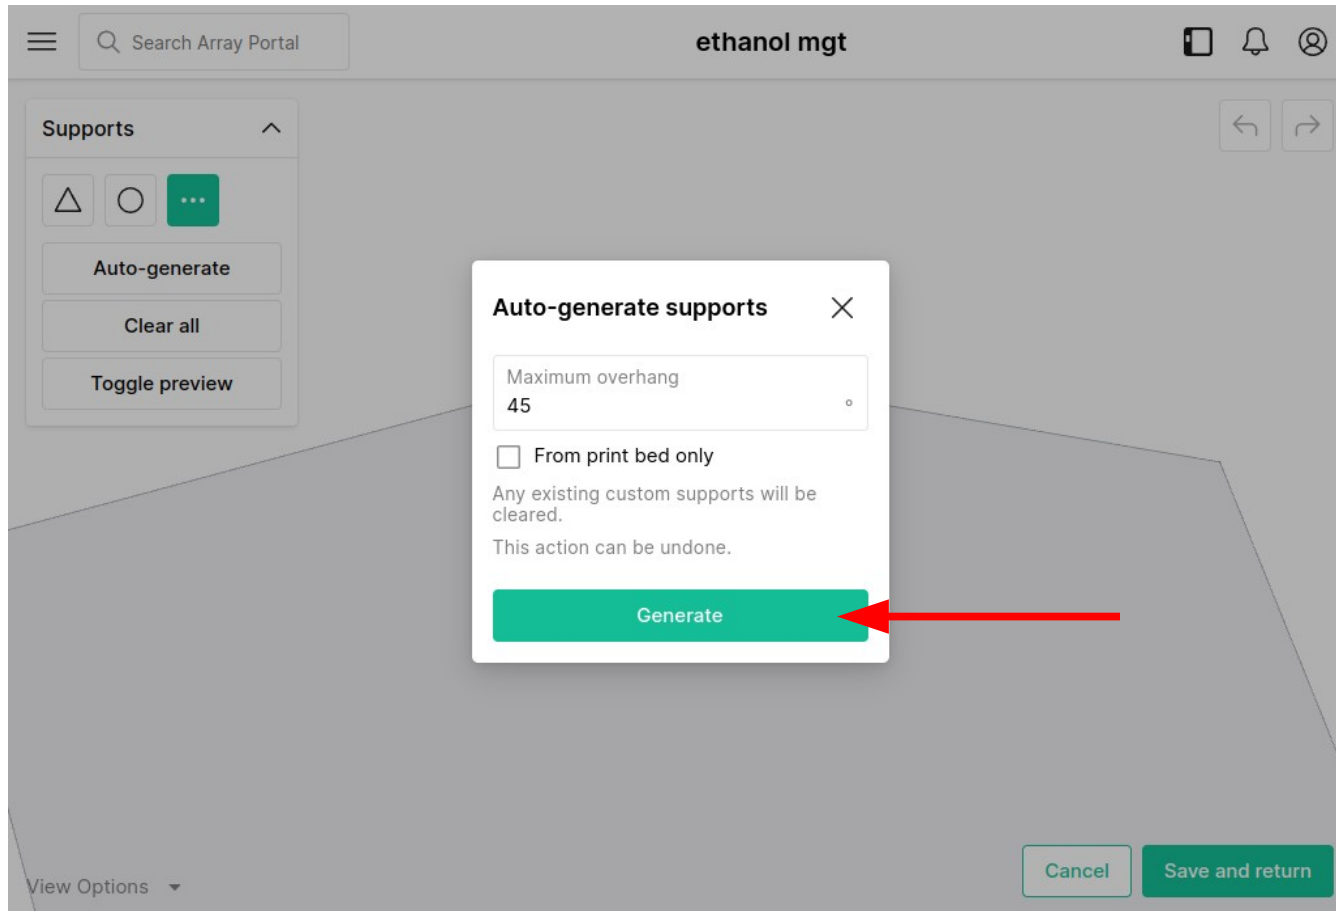 Search Array Portal
ethanol mgt
Supports
Auto-generate
Clear all
Toggle preview
Auto-generate supports
Maximum overhang
45 °
From print bed only
Any existing custom supports will be
cleared.
This action can be undone.
Generate
View Options
Cancel
Save and return